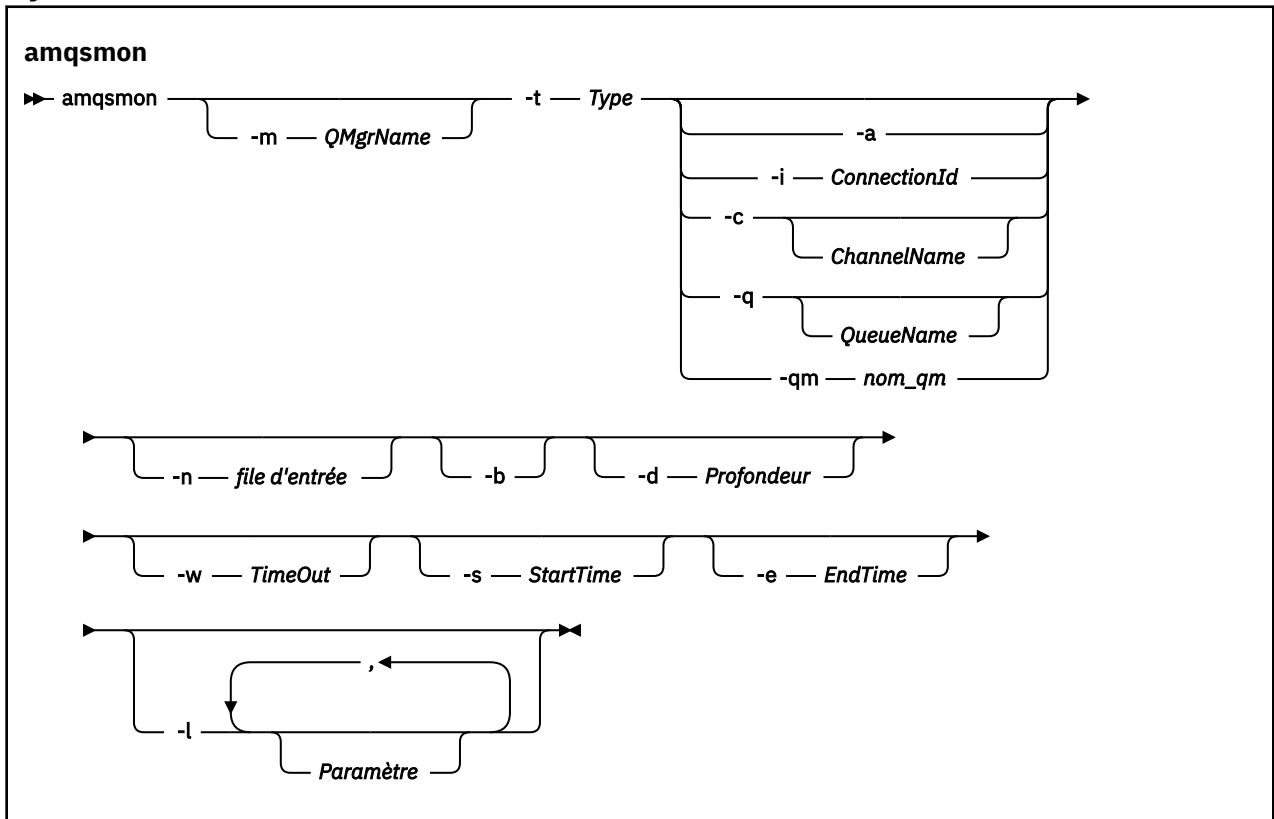 amqsmon
amqsmon -t Type
-m QMgrName
-a
-i ConnectionId
-c
ChannelName
-q
QueueName
-qm nom_qm
-n file d'entrée -b -d Profondeur
-w TimeOut -s StartTime -e EndTime
,
-l
Paramètre